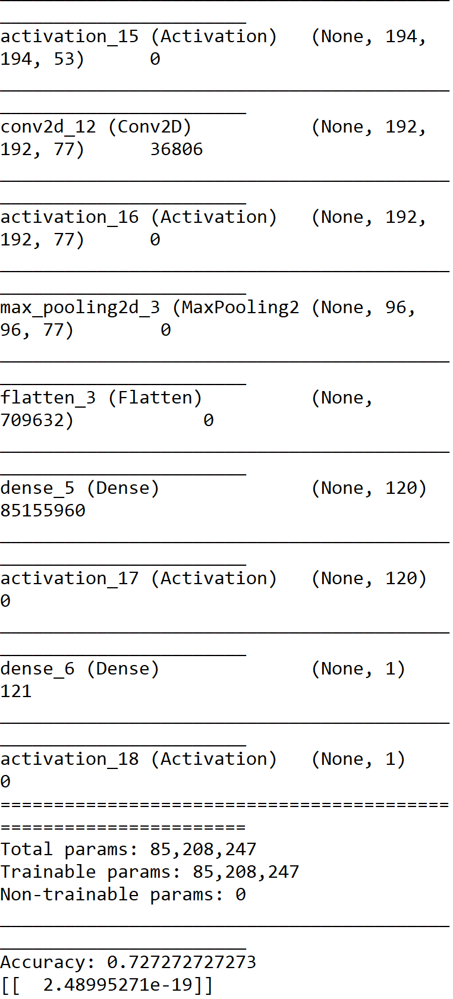 __________________________________________
_______________________
activation_15 (Activation)   (None, 194,
194, 53)      0
__________________________________________
_______________________
conv2d_12 (Conv2D)           (None, 192,
192, 77)      36806
__________________________________________
_______________________
activation_16 (Activation)   (None, 192,
192, 77)      0
__________________________________________
_______________________
max_pooling2d_3 (MaxPooling2 (None, 96,
96, 77)        0
__________________________________________
_______________________
flatten_3 (Flatten)          (None,
709632)            0
__________________________________________
_______________________
dense_5 (Dense)              (None, 120)
85155960
__________________________________________
_______________________
activation_17 (Activation)   (None, 120)
0
__________________________________________
_______________________
dense_6 (Dense)              (None, 1)
121
__________________________________________
_______________________
activation_18 (Activation)   (None, 1)
0
==========================================
=======================
Total params: 85,208,247
Trainable params: 85,208,247
Non-trainable params: 0
__________________________________________
_______________________
Accuracy: 0.727272727273
[[  2.48995271e-19]]